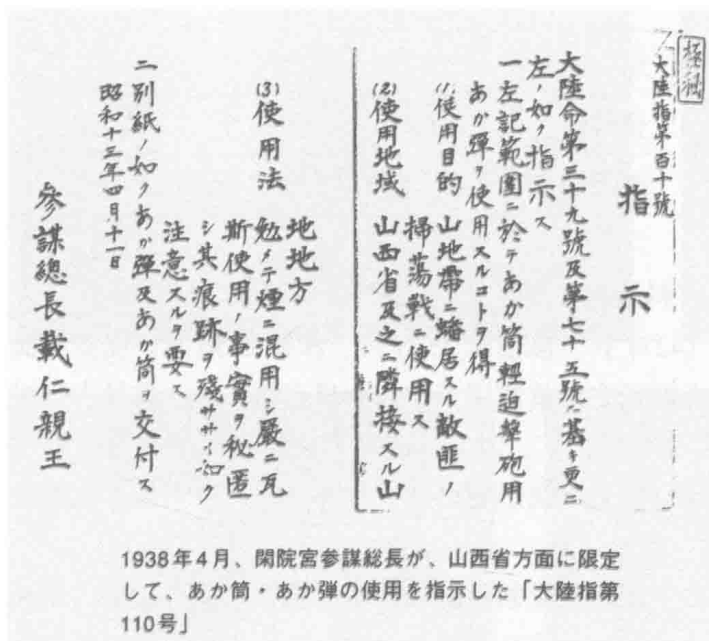 極秘
大陸指第百十號
指示
大陸命第三十九號及第七十五號ニ基キ更ニ
左ノ如ク指示ス
一左記範圍ニ於テあか筒輕迫擊砲用
あか彈ヲ使用スルコトヲ得
(1)使用目的 山地帶ニ蟠居スル敵匪ノ
掃蕩戰ニ使用ス
(2)使用地域 山西省及之ニ隣接スル山
地地方
(3)使用法 勉メテ煙ニ混用シ嚴ニ瓦
斯使用ノ事實ヲ秘匿
シ其痕跡ヲ殘ササル如ク
注意スルヲ要ス
二別紙ノ如クあか彈及あか筒ヲ交付ス
昭和十三年四月十一日
參謀總長載仁親王
1938年4月、閑院宮参謀総長が、山西省方面に限定
して、あか筒・あか弾の使用を指示した「大陸指第
110号」